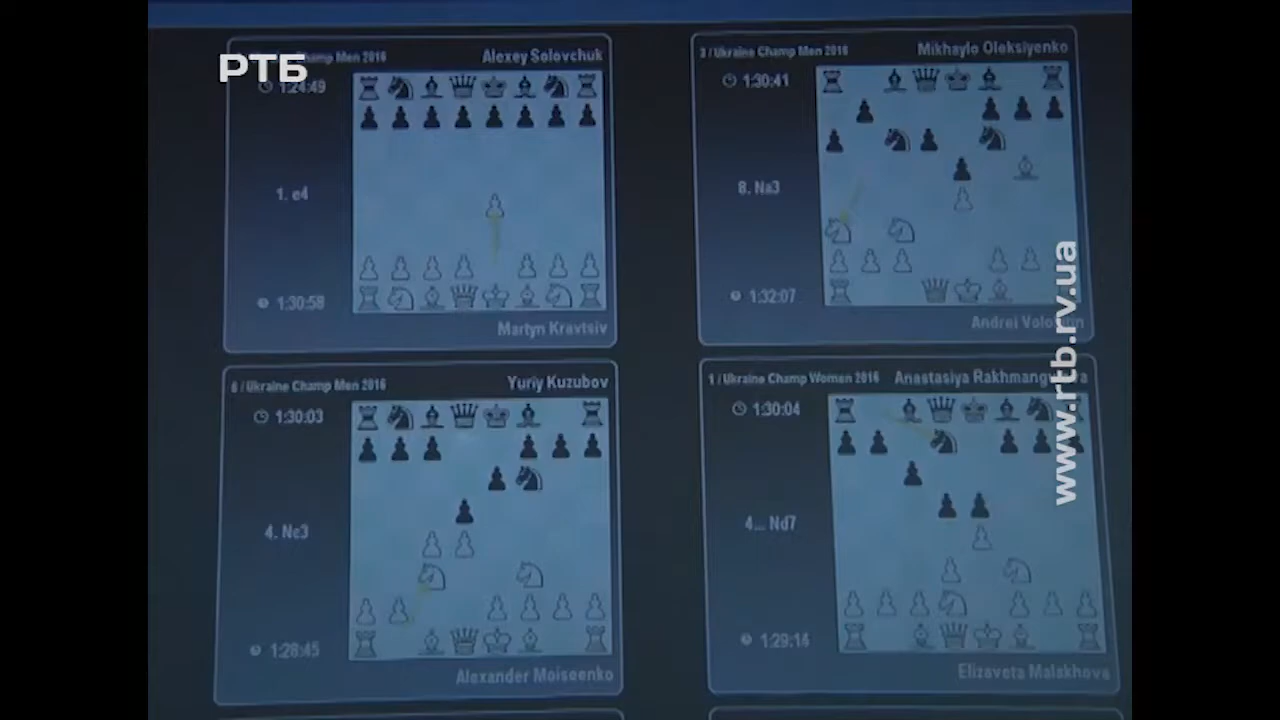 РТБ
Champ Men 2016
Alexey Solovchuk
1:24:49
1. e4
1:30:58
Martyn Kravtsiv
3 / Ukraine Champ Men 2016
Mikhaylo Oleksiyenko
1:30:41
8. Na3
1:32:07
Andrei
6 / Ukraine Champ Men 2016
Yuriy Kuzubov
1:30:03
4. Nc3
1:28:45
Alexander Moiseenko
1 / Ukraine Champ Women 2016
Anastasiya
1:30:04
4... Nd7
1:29:14
Elizaveta Malakhova
www.rtb.rv.ua